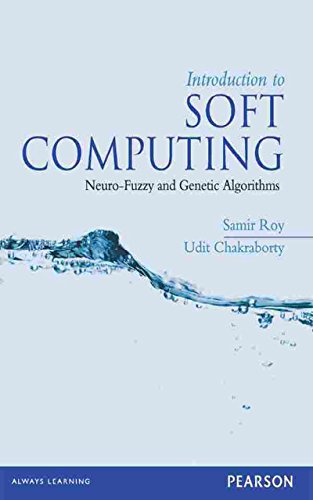 Introduction to
SOFT
COMPUTING
Neuro-Fuzzy and Genetic Algorithms
Samir Roy
Udit Chakraborty
ALWAYS LEARNING
PEARSON